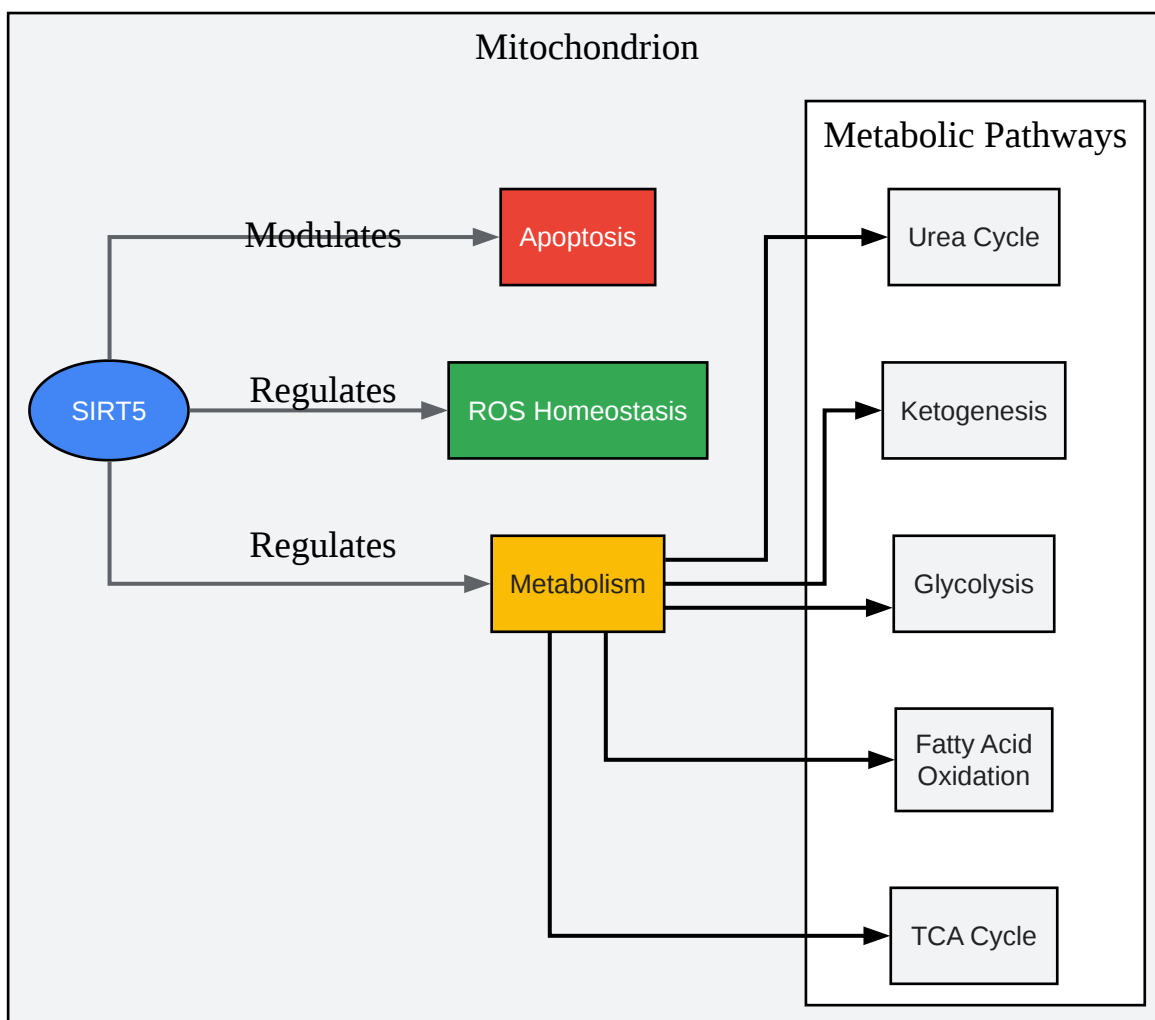 Mitochondrion
Metabolic Pathways
Modulates
Apoptosis
Urea Cycle
SIRT5
Regulates
ROS Homeostasis
Ketogenesis
Regulates
Metabolism
Glycolysis
Fatty Acid
Oxidation
TCA Cycle